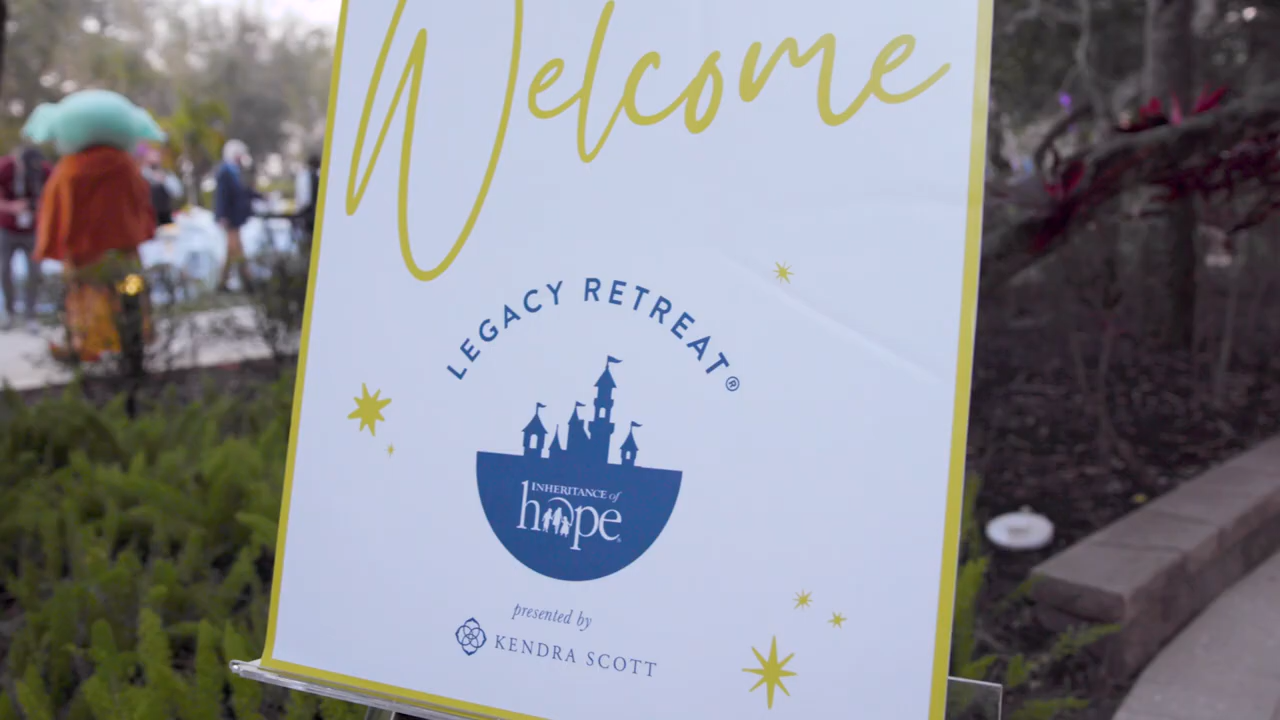 Welcome
LEGACY RETREAT®
INHERITANCE of
hope
presented by
KENDRA SCOTT